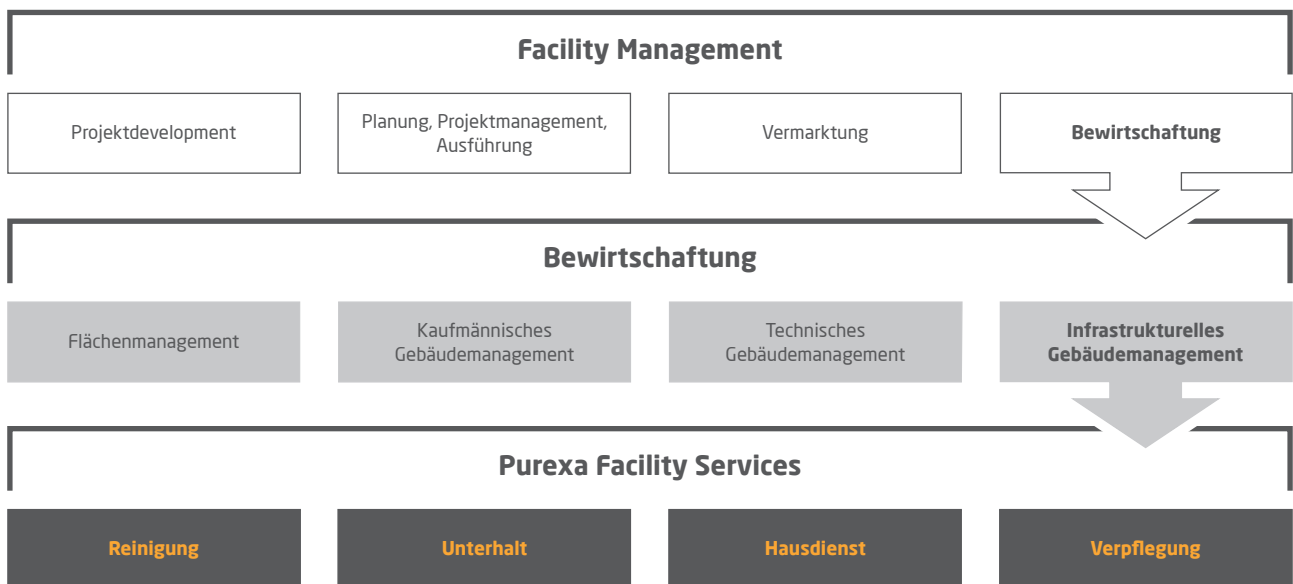 Facility Management
Projektdevelopment
Planung, Projektmanagement,
Ausführung
Vermarktung
Bewirtschaftung
Bewirtschaftung
Flächenmanagement
Kaufmännisches
Gebäudemanagement
Technisches
Gebäudemanagement
Infrastrukturelles
Gebäudemanagement
Purexa Facility Services
Reinigung
Unterhalt
Hausdienst
Verpflegung